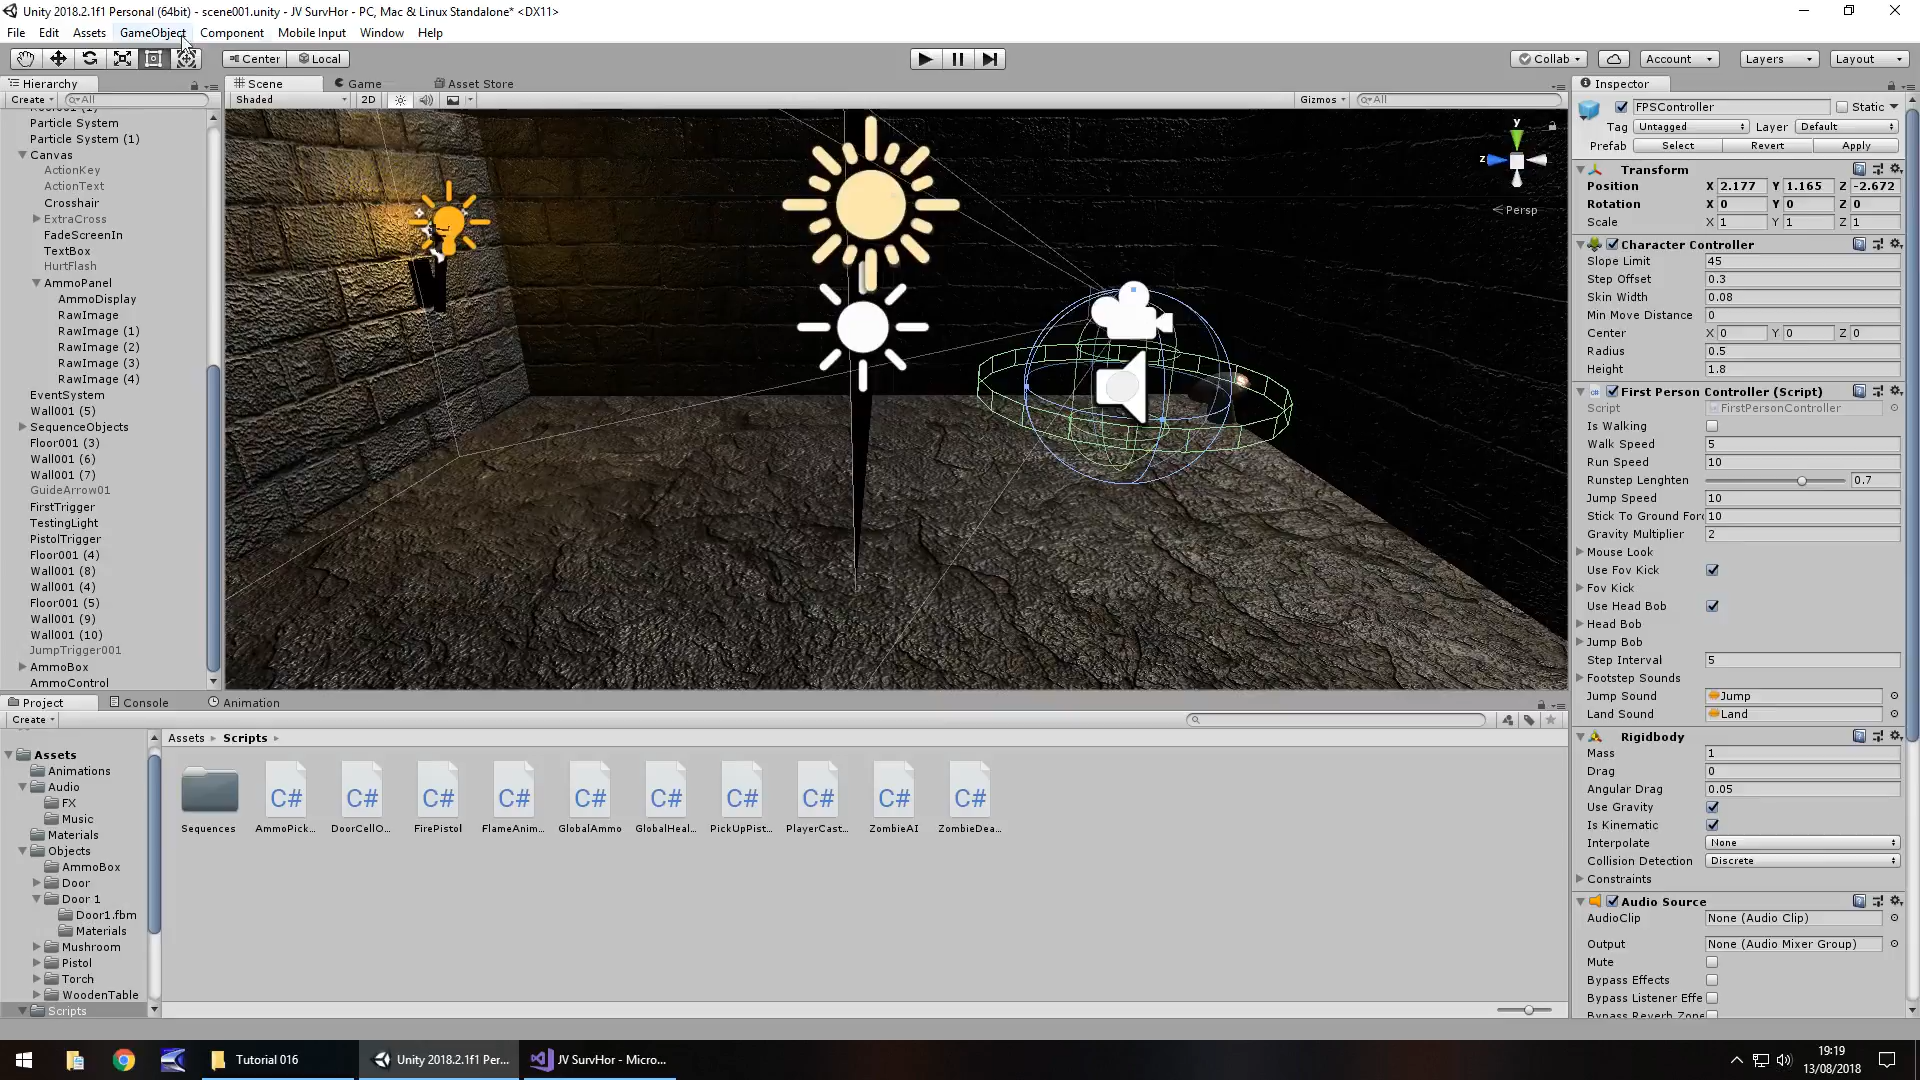 Unity 2018.2.1f1 Personal (64bit) - scene001.unity - JV SurvHor - PC, Mac & Linux Standalone* <DX11>
File Edit Assets GameObject Component Mobile Input Window Help
Center Local Collab Account Layers Layout
Hierarchy Scene Game Asset Store Inspector
Create All Shaded 2D Gizmos All
Particle System
Particle System (1)
Canvas
ActionKey
ActionText
Crosshair
ExtraCross
FadeScreenIn
TextBox
HurtFlash
AmmoPanel
AmmoDisplay
RawImage
RawImage (1)
RawImage (2)
RawImage (3)
RawImage (4)
EventSystem
Wall001 (5)
SequenceObjects
Floor001 (3)
Wall001 (6)
Wall001 (7)
GuideArrow01
FirstTrigger
TestingLight
PistolTrigger
Floor001 (4)
Wall001 (8)
Wall001 (4)
Floor001 (5)
Wall001 (9)
Wall001 (10)
JumpTrigger001
AmmoBox
AmmoControl
y
z
Persp
FPSController Static
Tag Untagged Layer Default
Prefab Select Revert Apply
Transform
Position X 2.177 Y 1.165 Z -2.672
Rotation X 0 Y 0 Z 0
Scale X 1 Y 1 Z 1
Character Controller
Slope Limit 45
Step Offset 0.3
Skin Width 0.08
Min Move Distance 0
Center X 0 Y 0 Z 0
Radius 0.5
Height 1.8
First Person Controller (Script)
Script FirstPersonController
Is Walking
Walk Speed 5
Run Speed 10
Runstep Lenghten 0.7
Jump Speed 10
Stick To Ground Forc 10
Gravity Multiplier 2
Mouse Look
Use Fov Kick
Fov Kick
Use Head Bob
Head Bob
Jump Bob
Step Interval 5
Footstep Sounds
Jump Sound Jump
Land Sound Land
Rigidbody
Mass 1
Drag 0
Angular Drag 0.05
Use Gravity
Is Kinematic
Interpolate None
Collision Detection Discrete
Constraints
Audio Source
AudioClip None (Audio Clip)
Output None (Audio Mixer Group)
Mute
Bypass Effects
Bypass Listener Effe
Bypass Reverb Zone
Project Console Animation
Create
Assets
Animations
Audio
FX
Music
Materials
Objects
AmmoBox
Door
Door 1
Door1.fbm
Materials
Mushroom
Pistol
Torch
WoodenTable
Scripts
Assets Scripts
C# C# C# C# C# C# C# C# C# C#
Sequences AmmoPick... DoorCellO... FirePistol FlameAnim... GlobalAmmo GlobalHeal... PickUpPist... PlayerCast... ZombieAI ZombieDea...
Tutorial 016 Unity 2018.2.1f1 Per... JV SurvHor - Micro...
19:19
13/08/2018